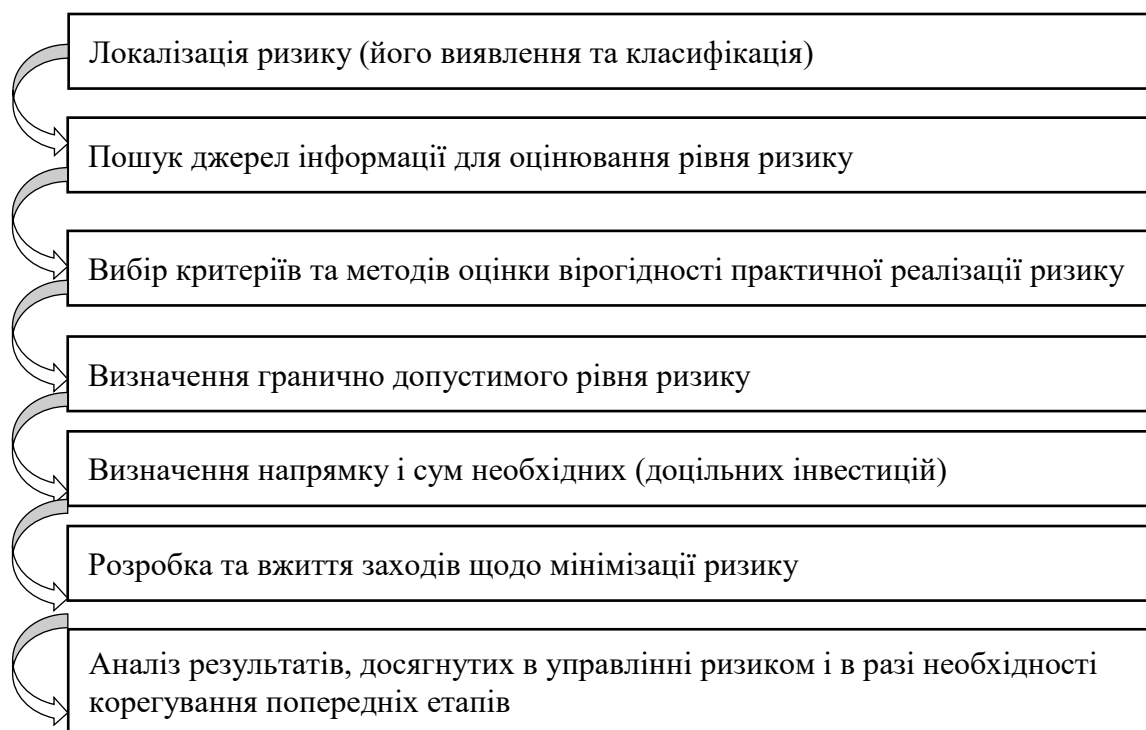 Локалізація ризику (його виявлення та класифікація)
Пошук джерел інформації для оцінювання рівня ризику
Вибір критеріїв та методів оцінки вірогідності практичної реалізації ризику
Визначення гранично допустимого рівня ризику
Визначення напрямку і сум необхідних (доцільних інвестицій)
Розробка та вжиття заходів щодо мінімізації ризику
Аналіз результатів, досягнутих в управлінні ризиком і в разі необхідності
корегування попередніх етапів